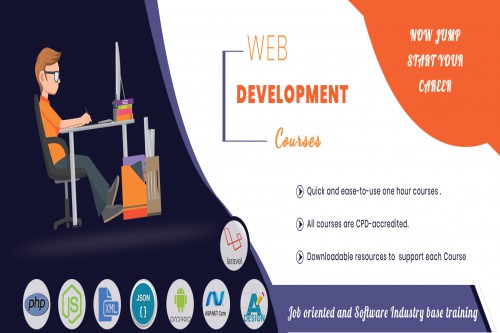 WEB
DEVELOPMENT
Courses
NOW JUMP
START YOUR
CAREER
Quick and ease-to-use one hour courses .
All courses are CPD-accredited.
Downloadable resources to support each Course
laravel
php
JS
XML
JSON
{ }
ANDROID
ASP.NET Core
DESIGN
Job oriented and Software Industry base training